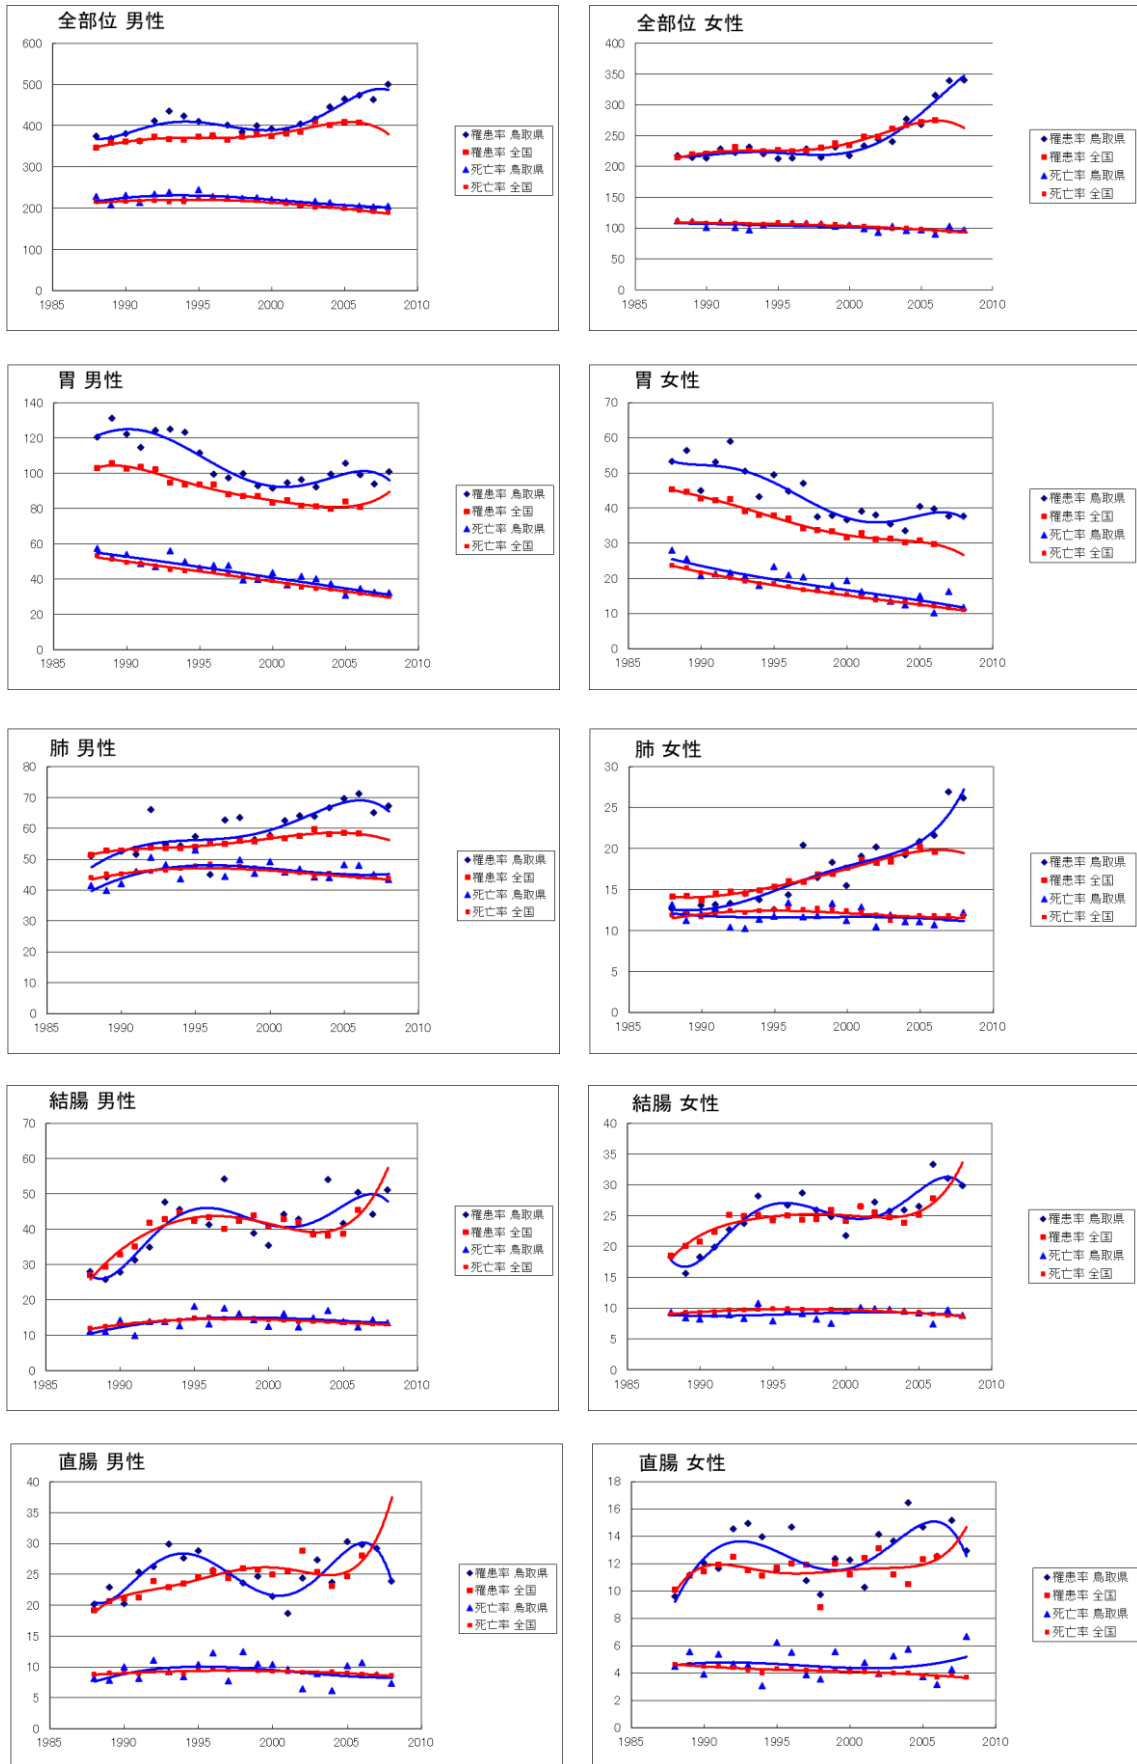 全部位 男性
600
500
400
300
200
100
0
1985 1990 1995 2000 2005 2010
罹患率 鳥取県
罹患率 全国
死亡率 鳥取県
死亡率 全国
全部位 女性
400
350
300
250
200
150
100
50
0
1985 1990 1995 2000 2005 2010
罹患率 鳥取県
罹患率 全国
死亡率 鳥取県
死亡率 全国
胃 男性
140
120
100
80
60
40
20
0
1985 1990 1995 2000 2005 2010
罹患率 鳥取県
罹患率 全国
死亡率 鳥取県
死亡率 全国
胃 女性
70
60
50
40
30
20
10
0
1985 1990 1995 2000 2005 2010
罹患率 鳥取県
罹患率 全国
死亡率 鳥取県
死亡率 全国
肺 男性
80
70
60
50
40
30
20
10
0
1985 1990 1995 2000 2005 2010
罹患率 鳥取県
罹患率 全国
死亡率 鳥取県
死亡率 全国
肺 女性
30
25
20
15
10
5
0
1985 1990 1995 2000 2005 2010
罹患率 鳥取県
罹患率 全国
死亡率 鳥取県
死亡率 全国
結腸 男性
70
60
50
40
30
20
10
0
1985 1990 1995 2000 2005 2010
罹患率 鳥取県
罹患率 全国
死亡率 鳥取県
死亡率 全国
結腸 女性
40
35
30
25
20
15
10
5
0
1985 1990 1995 2000 2005 2010
罹患率 鳥取県
罹患率 全国
死亡率 鳥取県
死亡率 全国
直腸 男性
40
35
30
25
20
15
10
5
0
1985 1990 1995 2000 2005 2010
罹患率 鳥取県
罹患率 全国
死亡率 鳥取県
死亡率 全国
直腸 女性
18
16
14
12
10
8
6
4
2
0
1985 1990 1995 2000 2005 2010
罹患率 鳥取県
罹患率 全国
死亡率 鳥取県
死亡率 全国